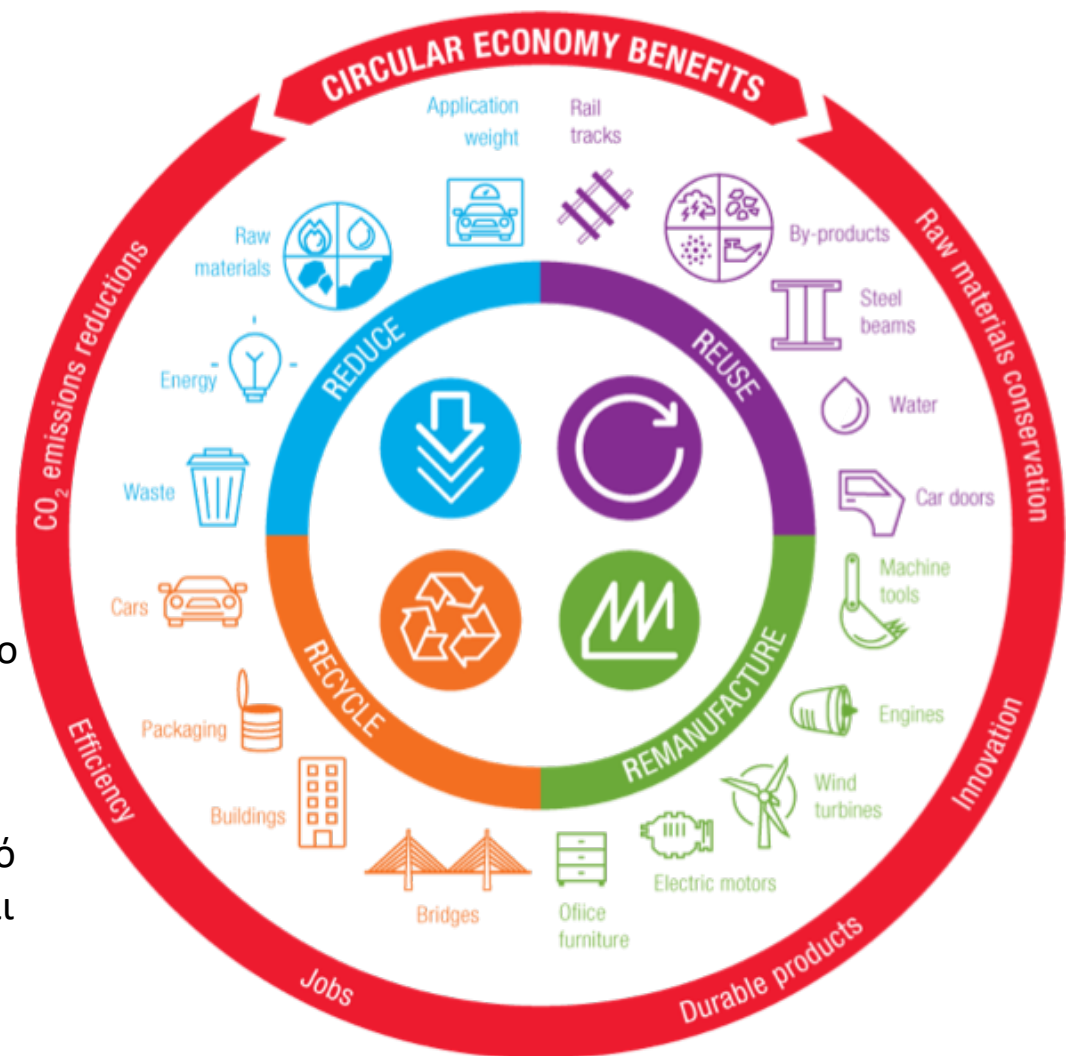 CIRCULAR ECONOMY BENEFITS
CO2 emissions reductions
Raw materials conservation
Efficiency
Innovation
Jobs
Durable products
REDUCE
Application
weight
Raw
materials
Energy
Waste
REUSE
Rail
tracks
By-products
Steel
beams
Water
Car doors
RECYCLE
Cars
Packaging
Buildings
Bridges
REMANUFACTURE
Machine
tools
Engines
Wind
turbines
Electric motors
Ofiice
furniture
ο
ό